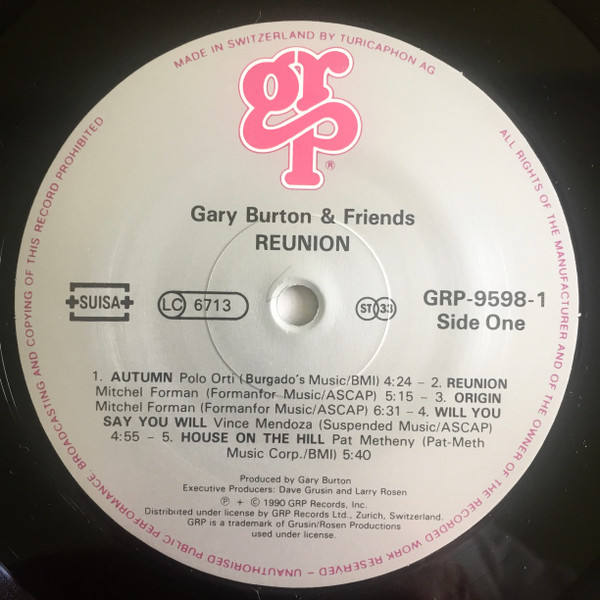 MADE IN SWITZERLAND BY TURICAPHON AG
grp
®
Gary Burton & Friends
REUNION
+SUISA+
LC 6713
ST 33
GRP-9598-1
Side One
1. AUTUMN Polo Orti (Burgado's Music/BMI) 4:24 – 2. REUNION
Mitchel Forman (Formanfor Music/ASCAP) 5:15 – 3. ORIGIN
Mitchel Forman (Formanfor Music/ASCAP) 6:31 – 4. WILL YOU
SAY YOU WILL Vince Mendoza (Suspended Music/ASCAP)
4:55 – 5. HOUSE ON THE HILL Pat Metheny (Pat-Meth
Music Corp./BMI) 5:40
Produced by Gary Burton
Executive Producers: Dave Grusin and Larry Rosen
℗ + © 1990 GRP Records, Inc.
Distributed under license by GRP Records Ltd., Zurich, Switzerland.
GRP is a trademark of Grusin/Rosen Productions
used under license.
ALL RIGHTS OF THE MANUFACTURER AND OF THE OWNER OF THE RECORDED WORK RESERVED – UNAUTHORISED PUBLIC PERFORMANCE, BROADCASTING AND COPYING OF THIS RECORD PROHIBITED